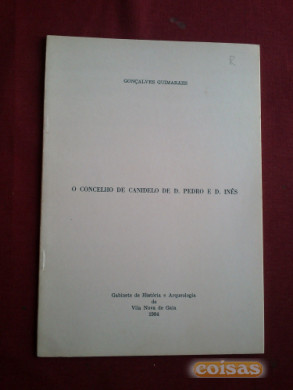 GONÇALVES GUIMARÃES
O CONCELHO DE CANIDELO DE D. PEDRO E D. INÊS
Gabinete de História e Arqueologia
de
Vila Nova de Gaia
1984
coisas